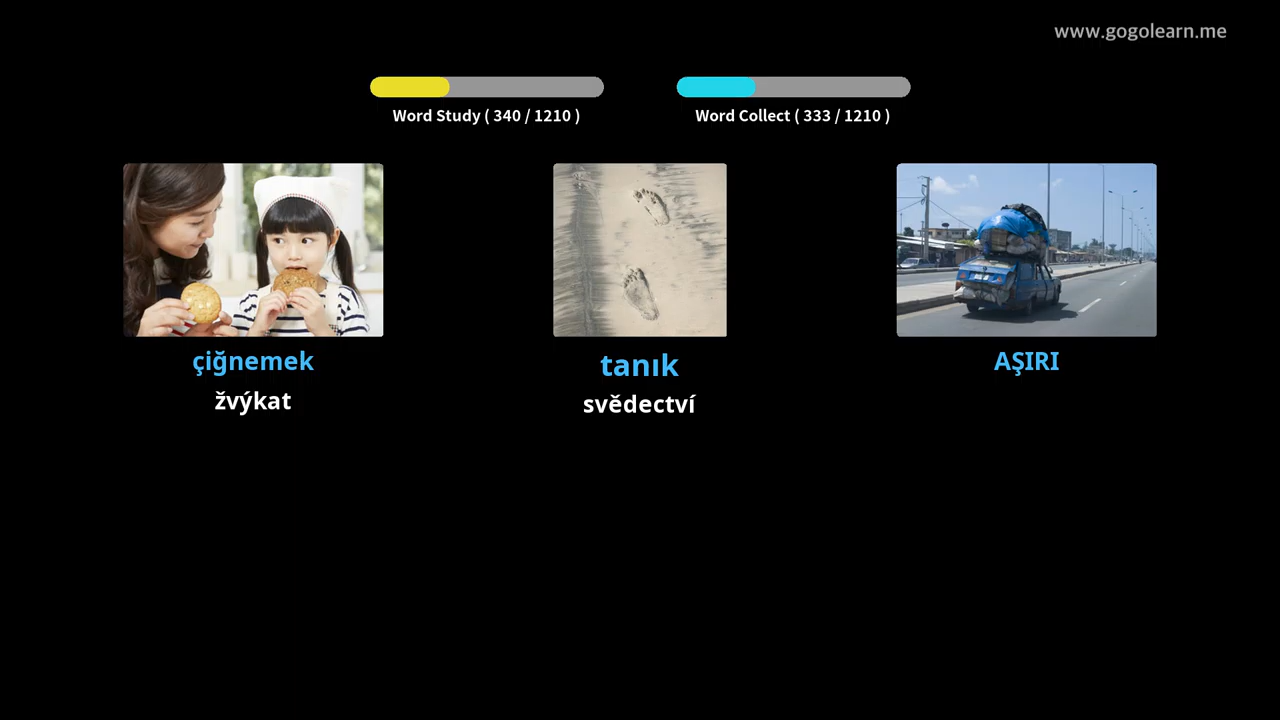 www.gogolearn.me
Word Study ( 340 / 1210 )
Word Collect ( 333 / 1210 )
çiğnemek
tanık
AŞIRI
žvýkat
svědectví